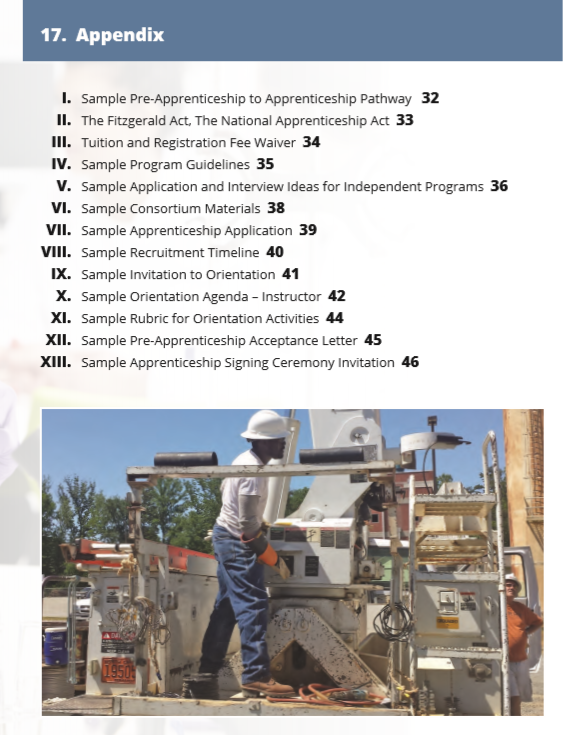 17. Appendix
I. Sample Pre-Apprenticeship to Apprenticeship Pathway 32
II. The Fitzgerald Act, The National Apprenticeship Act 33
III. Tuition and Registration Fee Waiver 34
IV. Sample Program Guidelines 35
V. Sample Application and Interview Ideas for Independent Programs 36
VI. Sample Consortium Materials 38
VII. Sample Apprenticeship Application 39
VIII. Sample Recruitment Timeline 40
IX. Sample Invitation to Orientation 41
X. Sample Orientation Agenda – Instructor 42
XI. Sample Rubric for Orientation Activities 44
XII. Sample Pre-Apprenticeship Acceptance Letter 45
XIII. Sample Apprenticeship Signing Ceremony Invitation 46